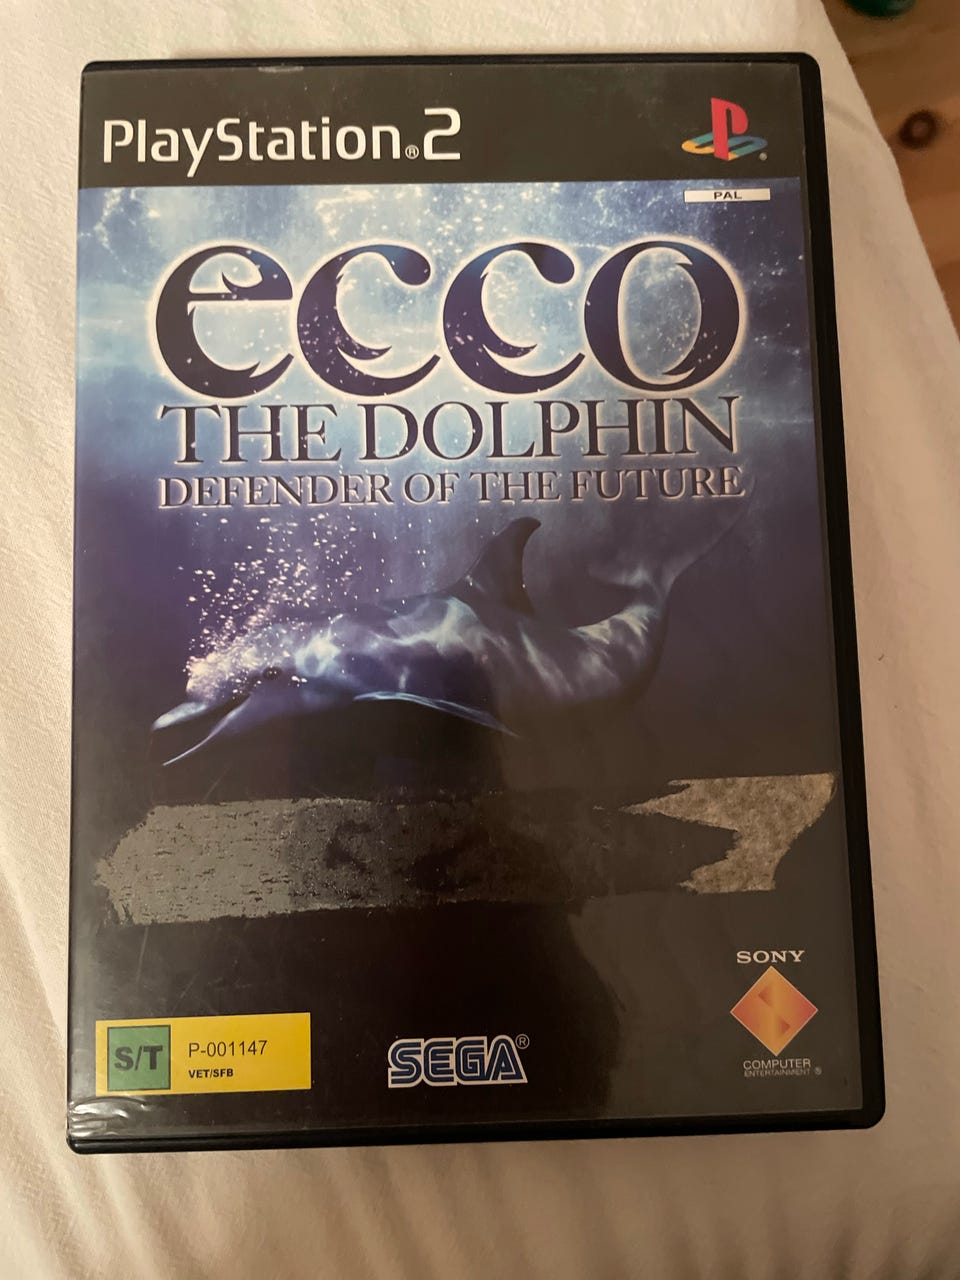 PlayStation®2
PAL
ecco
THE DOLPHIN
DEFENDER OF THE FUTURE
SONY
COMPUTER
ENTERTAINMENT ®
SEGA®
S/T
P-001147
VET/SFB